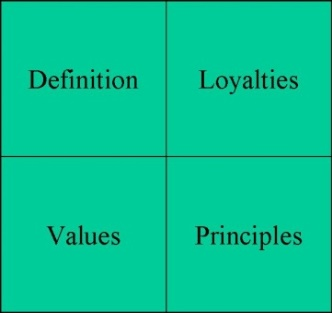 Definition
Loyalties
Values
Principles